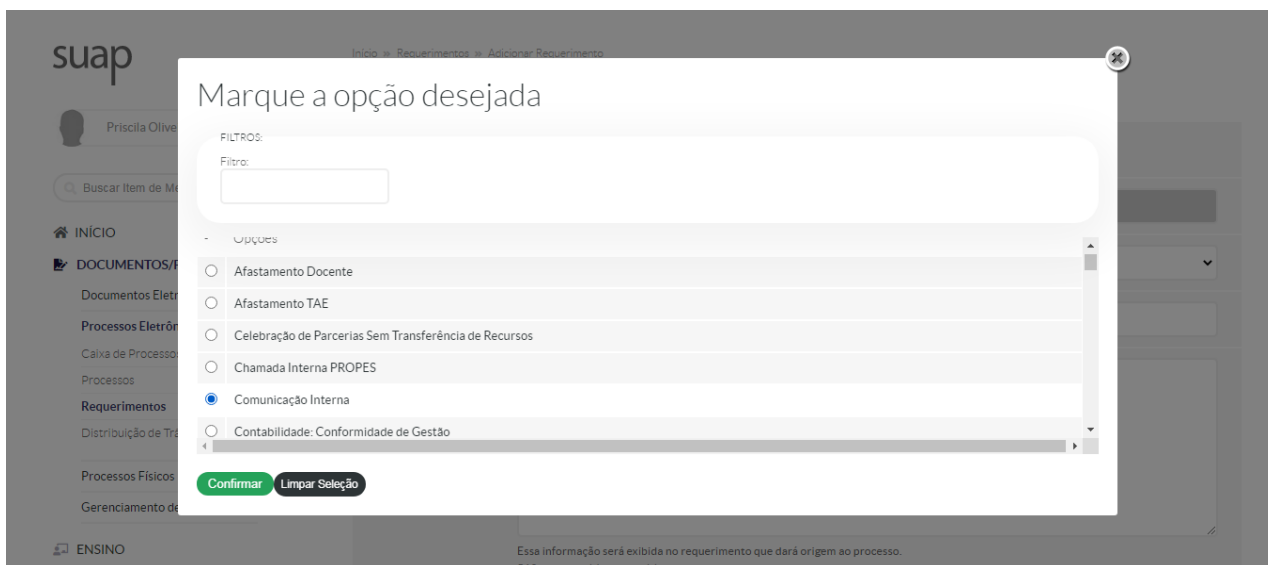 suap
Início » Requerimentos » Adicionar Requerimento
Priscila Olive
Buscar Item de Me
INÍCIO
DOCUMENTOS/P
Documentos Eletr
Processos Eletrôn
Caixa de Processo
Processos
Requerimentos
Distribuição de Trâ
Processos Físicos
Gerenciamento de
ENSINO
Marque a opção desejada
FILTROS:
Filtro:
- Opções
Afastamento Docente
Afastamento TAE
Celebração de Parcerias Sem Transferência de Recursos
Chamada Interna PROPES
Comunicação Interna
Contabilidade: Conformidade de Gestão
Confirmar Limpar Seleção
Essa informação será exibida no requerimento que dará origem ao processo.